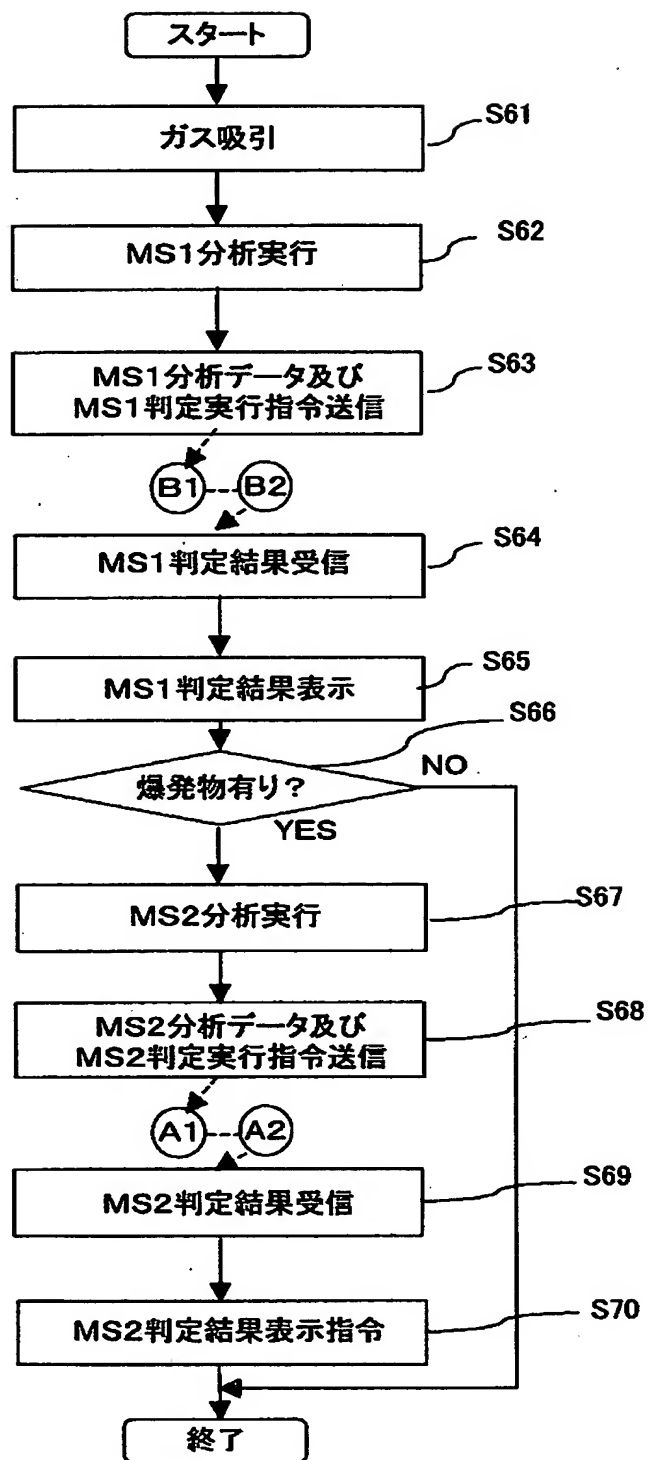 スタート
ガス吸引
S61
MS1分析実行
S62
MS1分析データ及び
MS1判定実行指令送信
S63
B1
B2
MS1判定結果受信
S64
MS1判定結果表示
S65
S66
爆発物有り?
NO
YES
MS2分析実行
S67
MS2分析データ及び
MS2判定実行指令送信
S68
A1
A2
MS2判定結果受信
S69
MS2判定結果表示指令
S70
終了